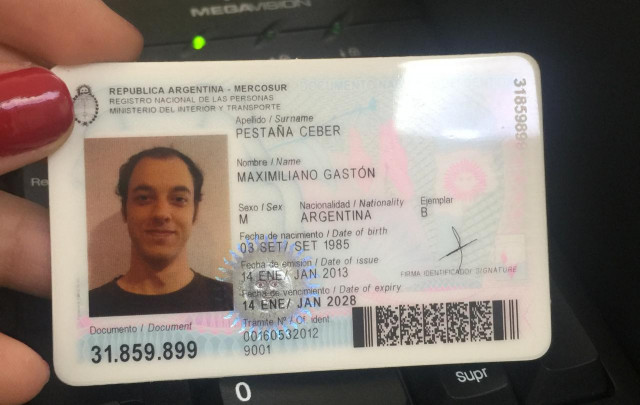 MEGAVISION
REPUBLICA ARGENTINA - MERCOSUR
REGISTRO NACIONAL DE LAS PERSONAS
MINISTERIO DEL INTERIOR Y TRANSPORTE
Apellido / Surname
PESTAÑA CEBER
Nombre / Name
MAXIMILIANO GASTÓN
Sexo / Sex Nacionalidad / Nationality Ejemplar
M ARGENTINA B
Fecha de nacimiento / Date of birth
03 SET/ SET 1985
Fecha de emisión / Date of issue
14 ENE/ JAN 2013
FIRMA IDENTIFICADO/ SIGNATURE
Fecha de vencimiento / Date of expiry
14 ENE/ JAN 2028
Trámite Nº / Of. ident.
00160532012
9001
Documento / Document
31.859.899
0
supr
Re